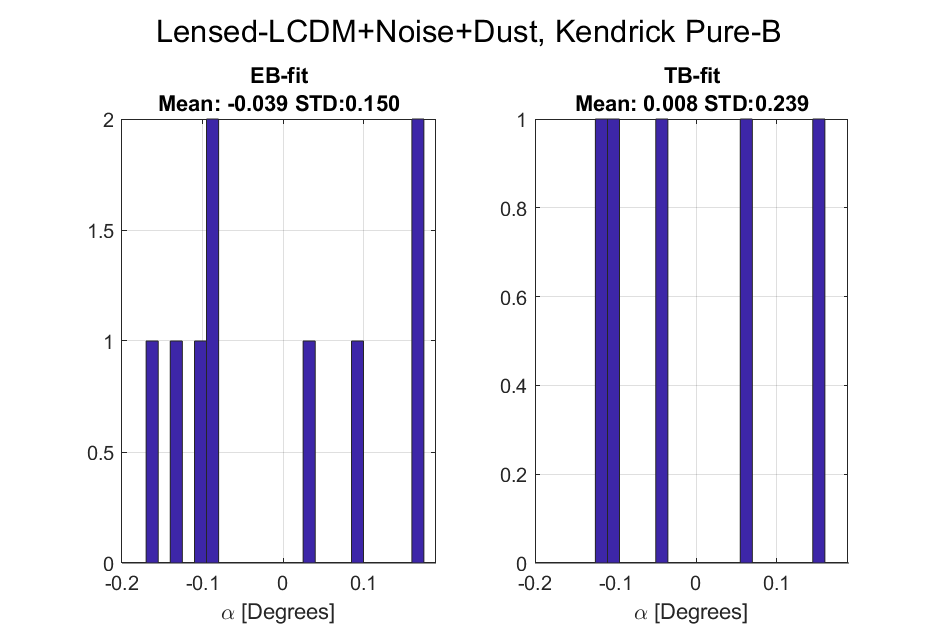 Lensed-LCDM+Noise+Dust, Kendrick Pure-B
EB-fit
Mean: -0.039 STD:0.150
2
1.5
1
0.5
0
-0.2
-0.1
0
0.1
α [Degrees]
TB-fit
Mean: 0.008 STD:0.239
1
0.8
0.6
0.4
0.2
0
-0.2
-0.1
0
0.1
α [Degrees]